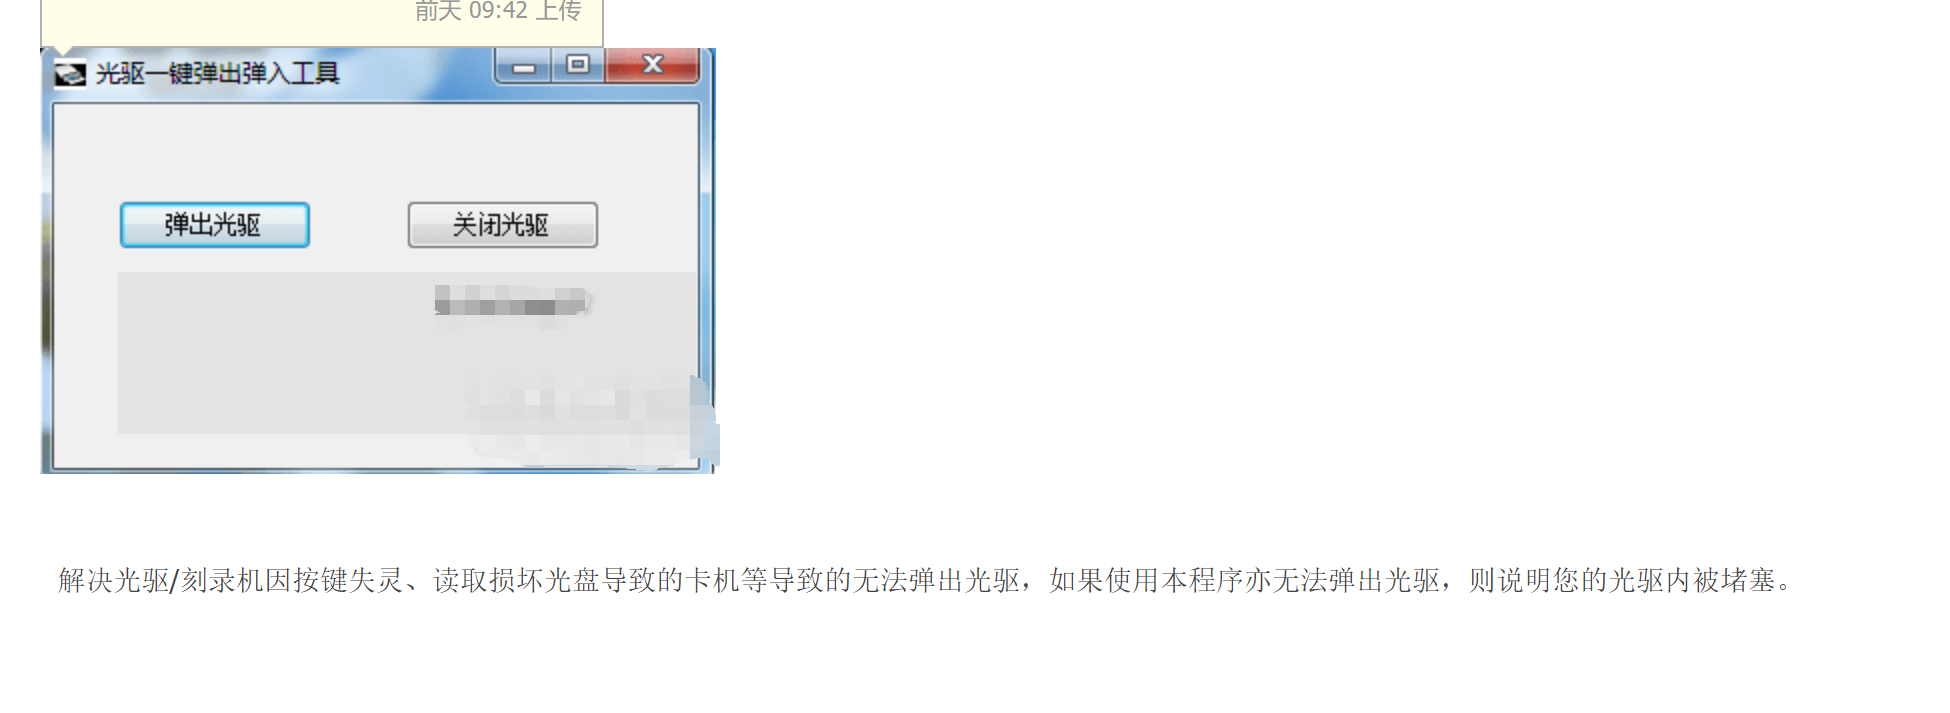 前天 09:42 上传
光驱一键弹出弹入工具
弹出光驱 关闭光驱
解决光驱/刻录机因按键失灵、读取损坏光盘导致的卡机等导致的无法弹出光驱，如果使用本程序亦无法弹出光驱，则说明您的光驱内被堵塞。